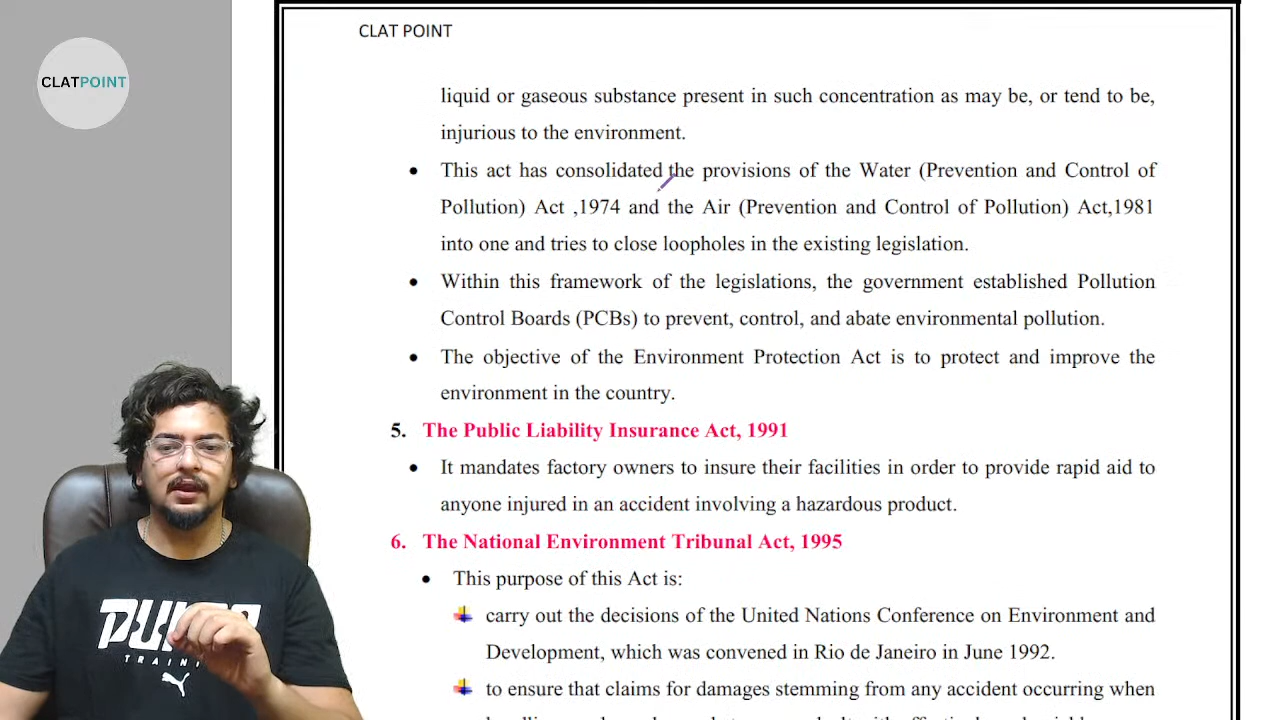 CLAT POINT
CLATPOINT
liquid or gaseous substance present in such concentration as may be, or tend to be,
injurious to the environment.
• This act has consolidated the provisions of the Water (Prevention and Control of
Pollution) Act ,1974 and the Air (Prevention and Control of Pollution) Act,1981
into one and tries to close loopholes in the existing legislation.
• Within this framework of the legislations, the government established Pollution
Control Boards (PCBs) to prevent, control, and abate environmental pollution.
• The objective of the Environment Protection Act is to protect and improve the
environment in the country.
5. The Public Liability Insurance Act, 1991
• It mandates factory owners to insure their facilities in order to provide rapid aid to
anyone injured in an accident involving a hazardous product.
6. The National Environment Tribunal Act, 1995
• This purpose of this Act is:
carry out the decisions of the United Nations Conference on Environment and
Development, which was convened in Rio de Janeiro in June 1992.
to ensure that claims for damages stemming from any accident occurring when
TRAINI